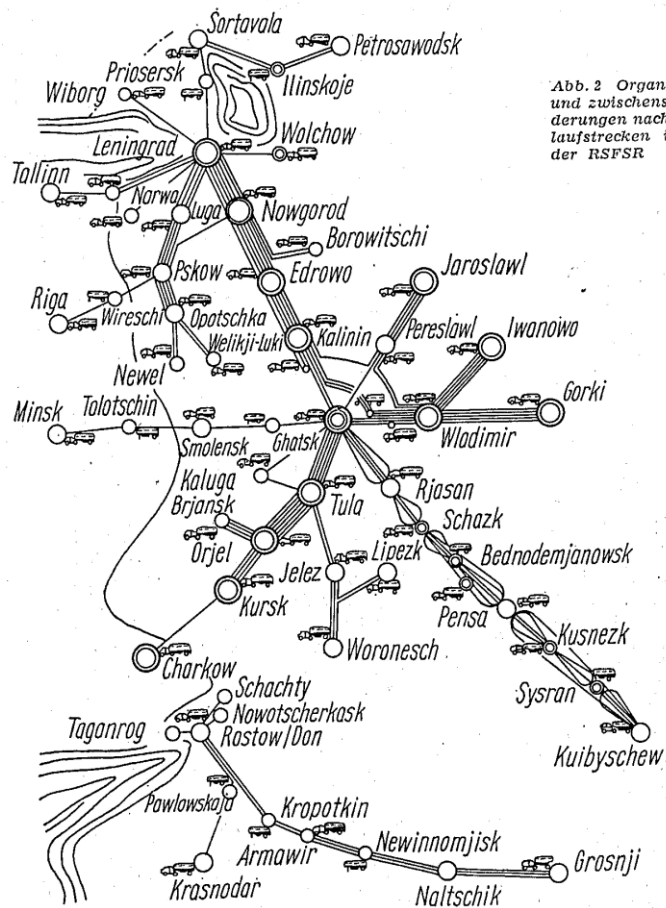 Sortavala
Petrosawodsk
Priosersk
Ilinskoje
Wiborg
Abb. 2 Organ
und zwischens
derungen nach
laufstrecken i
der RSFSR
Wolchow
Leningrad
Tallinn
Narwa
Luga
Nowgorod
Borowitschi
Pskow
Edrowo
Jaroslawl
Riga
Wireschi
Opotschka
Kalinin
Pereslawl
Iwanowo
Welikji-Luki
Newel
Gorki
Minsk
Tolotschin
Smolensk
Ghatsk
Wladimir
Kaluga
Tula
Rjasan
Brjansk
Schazk
Orjel
Jelez
Lipezk
Bednodemjanowsk
Kursk
Pensa
Kusnezk
Woronesch
Charkow
Sysran
Schachty
Nowotscherkask
Taganrog
Rostow/Don
Kuibyschew
Pawlowskaja
Kropotkin
Armawir
Newinnomjisk
Krasnodar
Naltschik
Grosnji